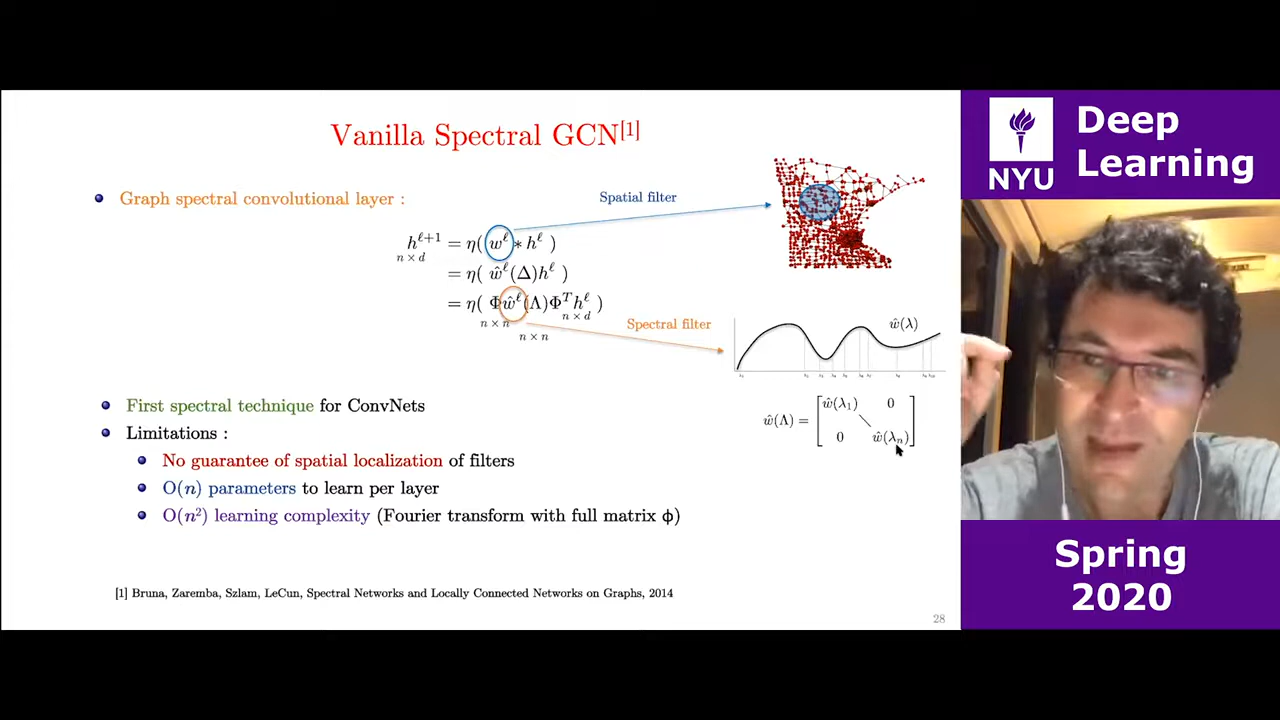 Vanilla Spectral GCN[1]
Graph spectral convolutional layer :
Spatial filter
h^{ℓ+1} = η( w^ℓ ∗ h^ℓ )
n × d
= η( ŵ^ℓ(Δ)h^ℓ )
= η( Φŵ^ℓ(Λ)Φ^T h^ℓ )
n × n n × d
n × n
Spectral filter
ŵ(λ)
ŵ(Λ) = [ ŵ(λ₁) 0
0 ŵ(λₙ) ]
First spectral technique for ConvNets
Limitations :
No guarantee of spatial localization of filters
O(n) parameters to learn per layer
O(n²) learning complexity (Fourier transform with full matrix ϕ)
[1] Bruna, Zaremba, Szlam, LeCun, Spectral Networks and Locally Connected Networks on Graphs, 2014
28
NYU
Deep
Learning
Spring
2020